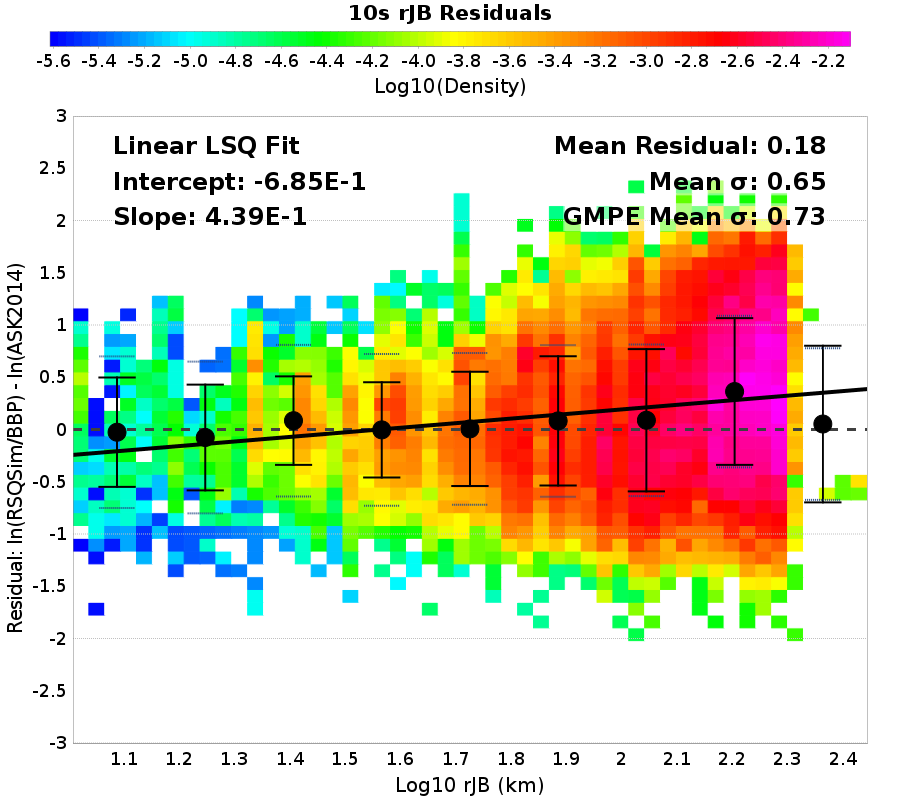 10s rJB Residuals
-5.6 -5.4 -5.2 -5.0 -4.8 -4.6 -4.4 -4.2 -4.0 -3.8 -3.6 -3.4 -3.2 -3.0 -2.8 -2.6 -2.4 -2.2
Log10(Density)
Linear LSQ Fit
Intercept: -6.85E-1
Slope: 4.39E-1
Mean Residual: 0.18
Mean σ: 0.65
GMPE Mean σ: 0.73
Residual: ln(RSQSim/BBP) - ln(ASK2014)
3
2.5
2
1.5
1
0.5
0
-0.5
-1
-1.5
-2
-2.5
-3
1.1 1.2 1.3 1.4 1.5 1.6 1.7 1.8 1.9 2 2.1 2.2 2.3 2.4
Log10 rJB (km)